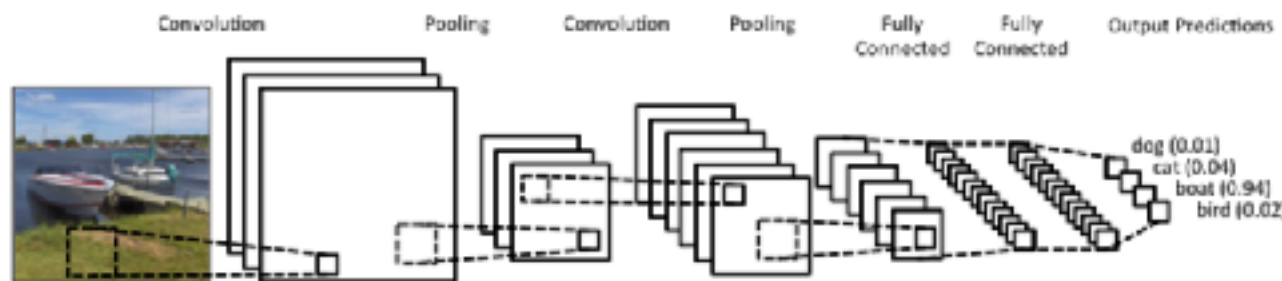 Convolution
Pooling
Convolution
Pooling
Fully
Connected
Fully
Connected
Output Predictions
dog (0.01)
cat (0.04)
boat (0.94)
bird (0.02)